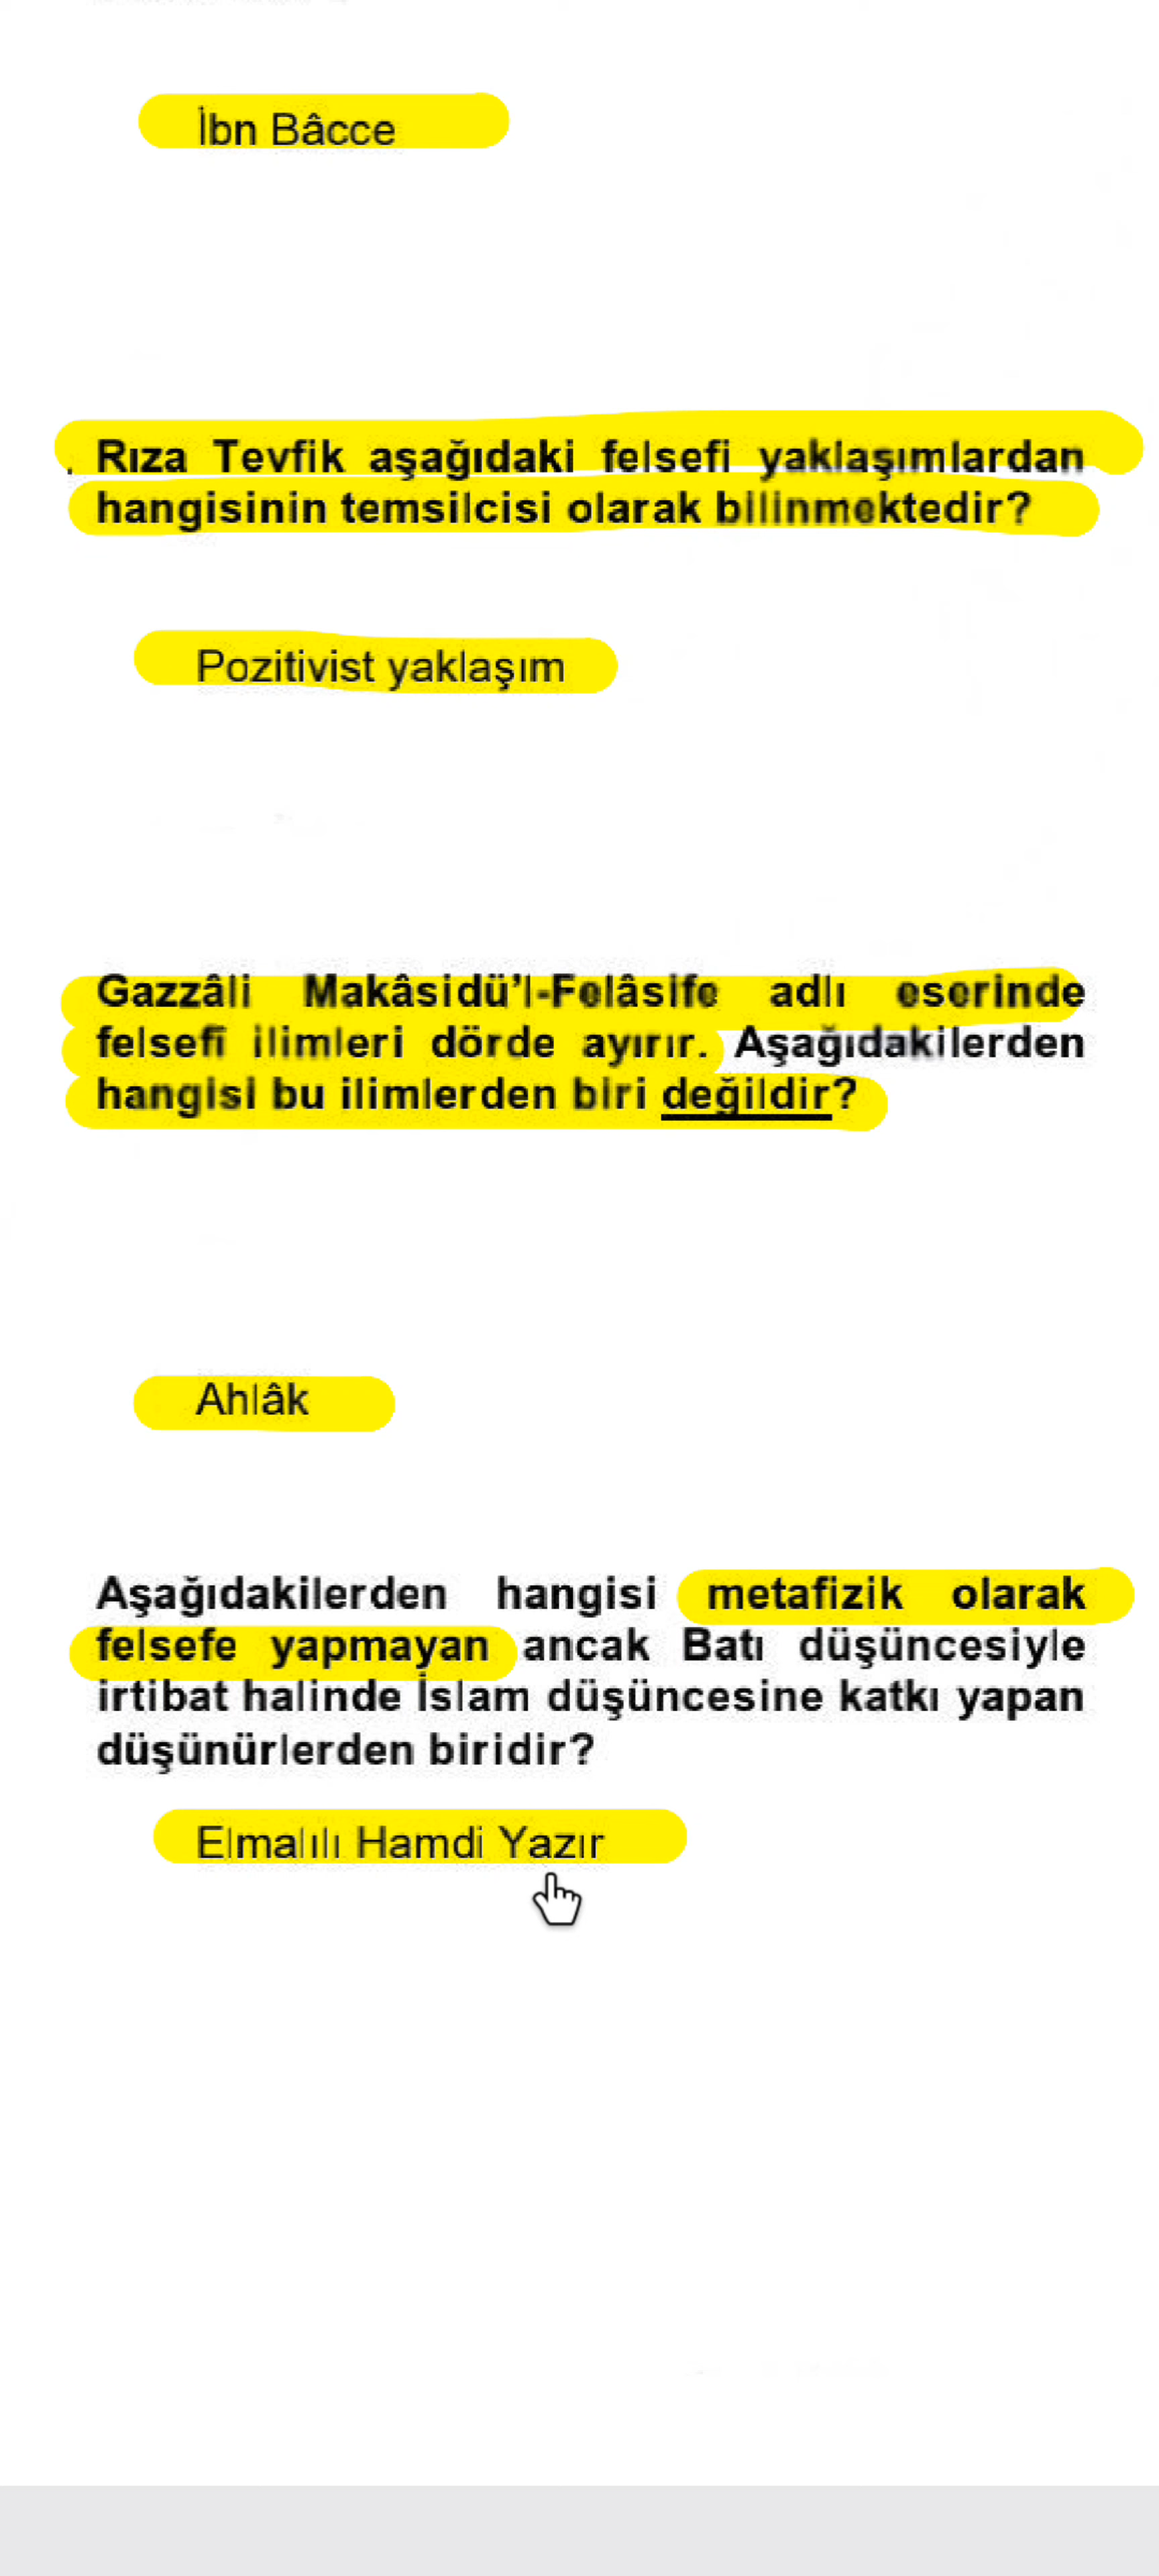 İbn Bâcce
Rıza Tevfik aşağıdaki felsefi yaklaşımlardan
hangisinin temsilcisi olarak bilinmektedir?
Pozitivist yaklaşım
Gazzâli Makâsidü'l-Felâsife adlı eserinde
felsefî ilimleri dörde ayırır. Aşağıdakilerden
hangisi bu ilimlerden biri değildir?
Ahlâk
Aşağıdakilerden hangisi metafizik olarak
felsefe yapmayan ancak Batı düşüncesiyle
irtibat halinde İslam düşüncesine katkı yapan
düşünürlerden biridir?
Elmalılı Hamdi Yazır